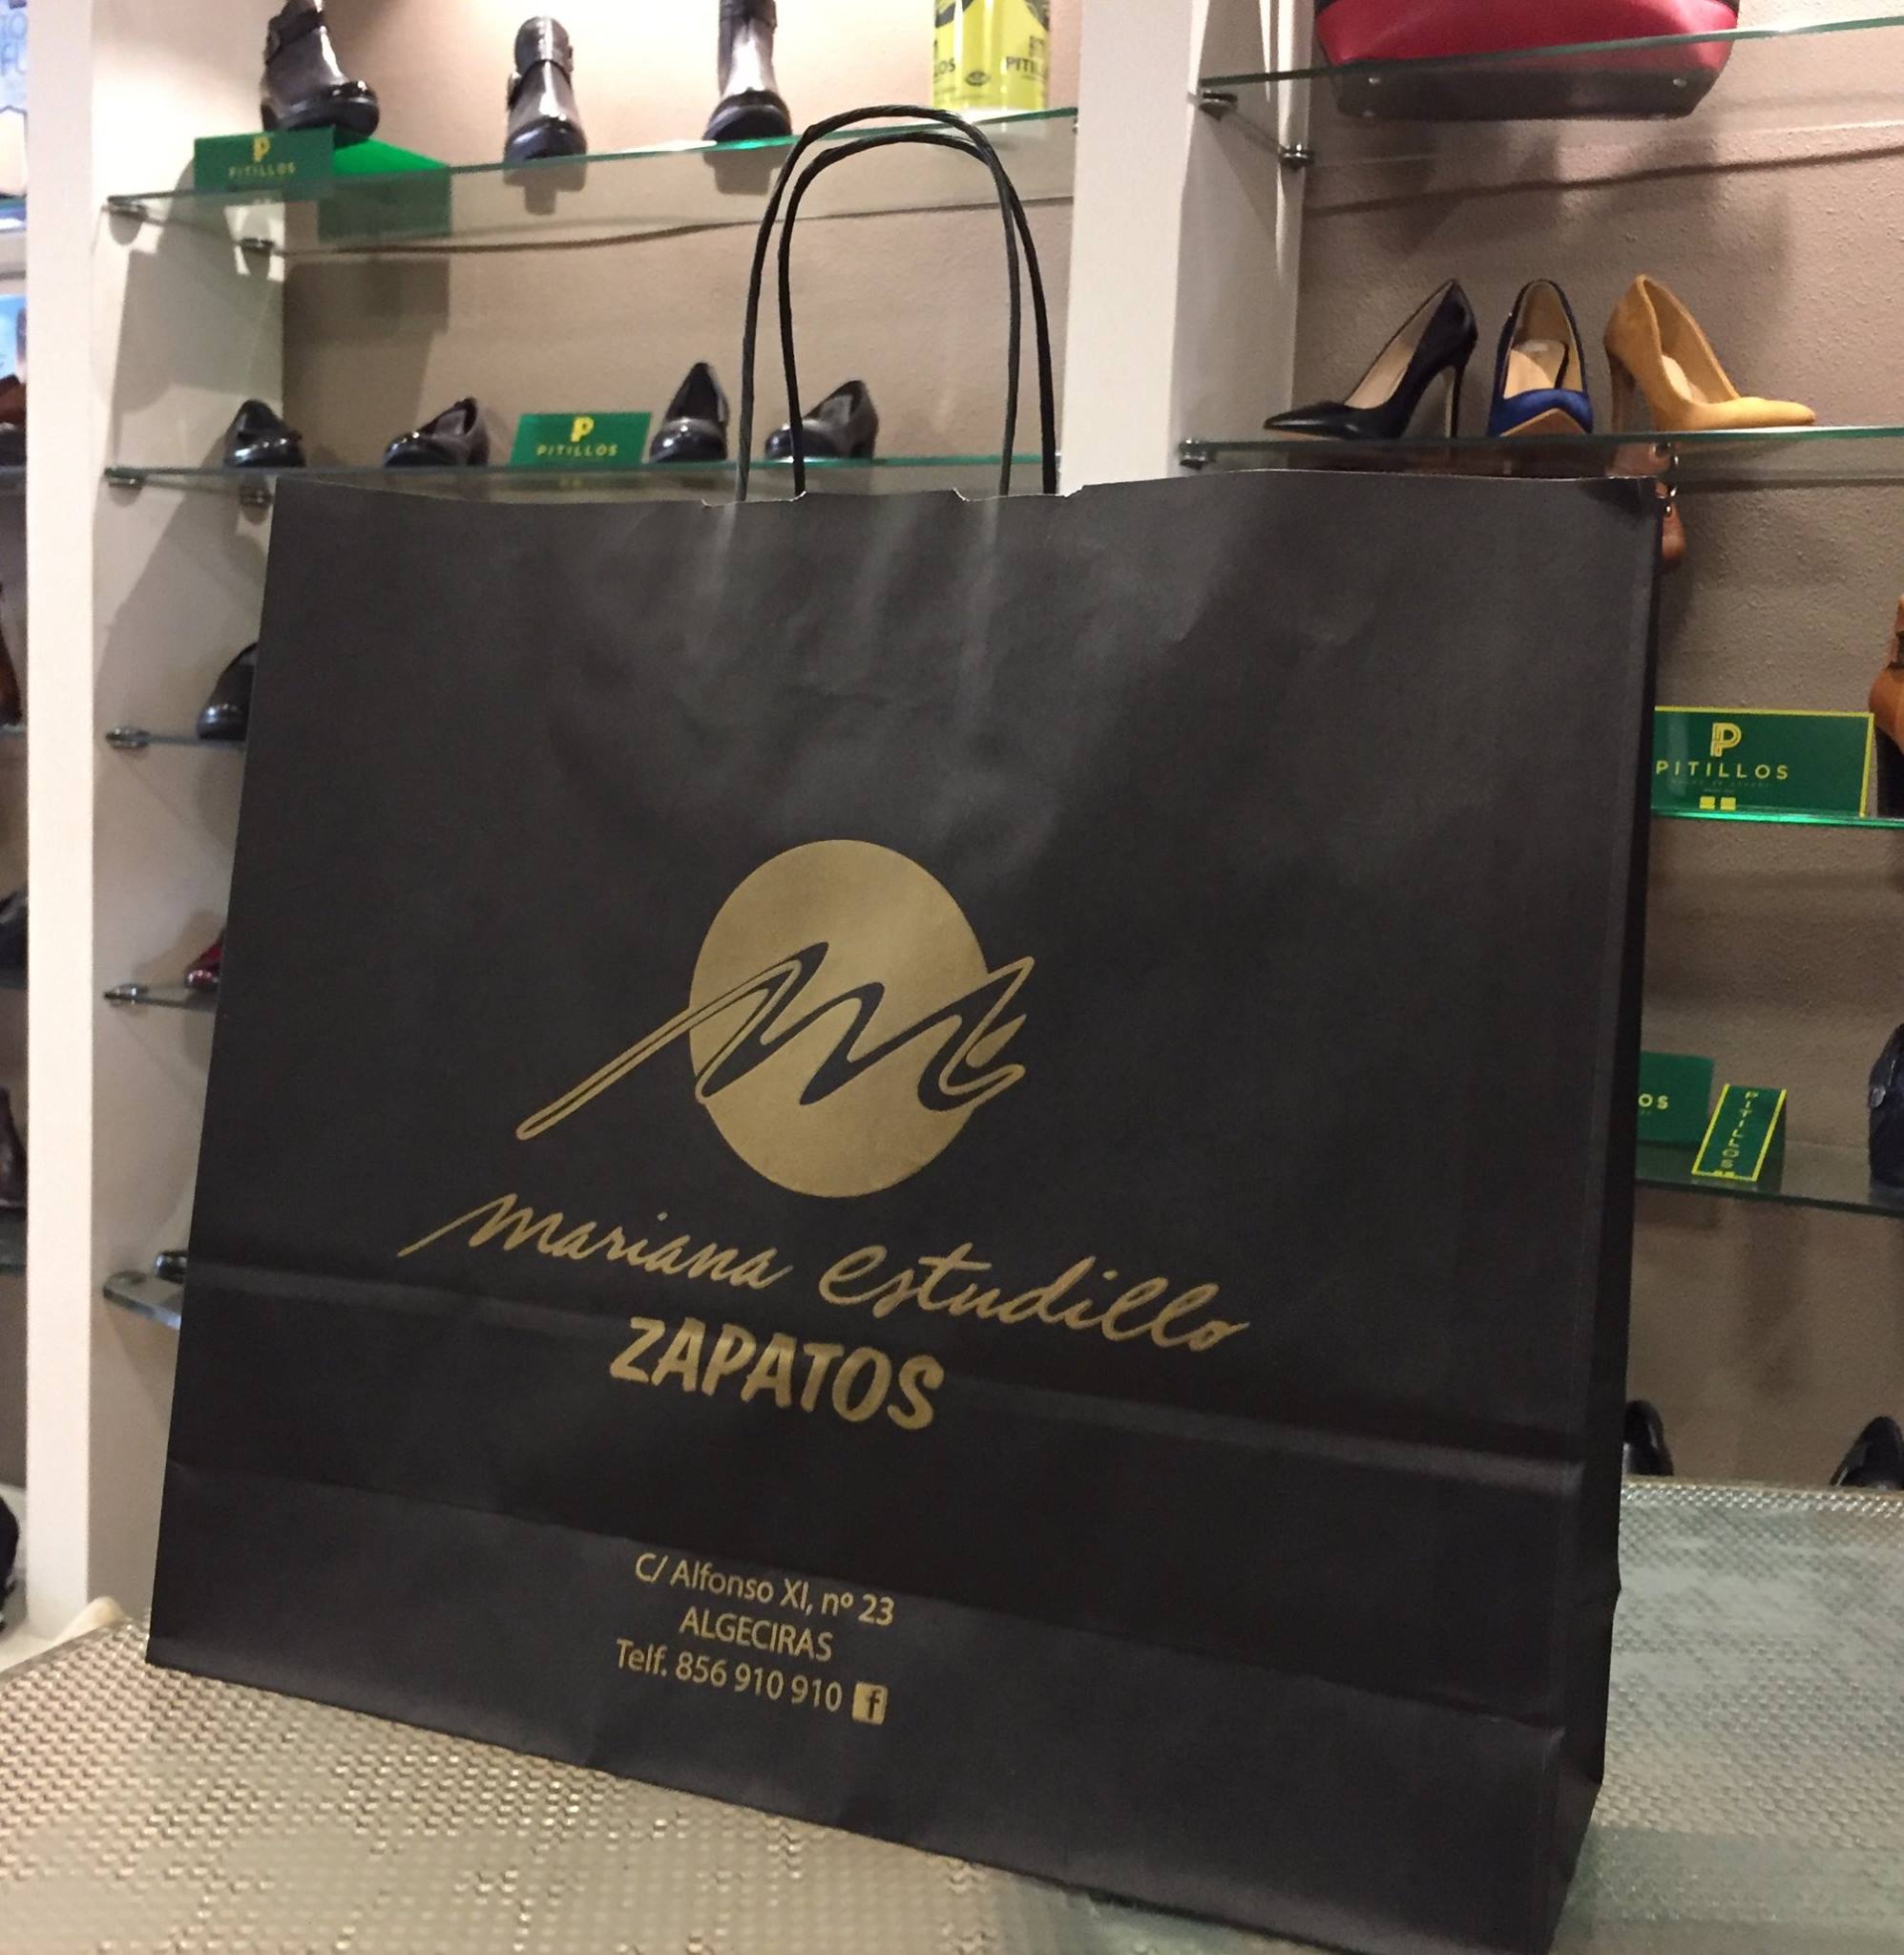 PITILLOS
PITILLOS
PITILLOS
PITILLOS
mariana estudillo
ZAPATOS
C/ Alfonso XI, nº 23
ALGECIRAS
Telf. 856 910 910 f